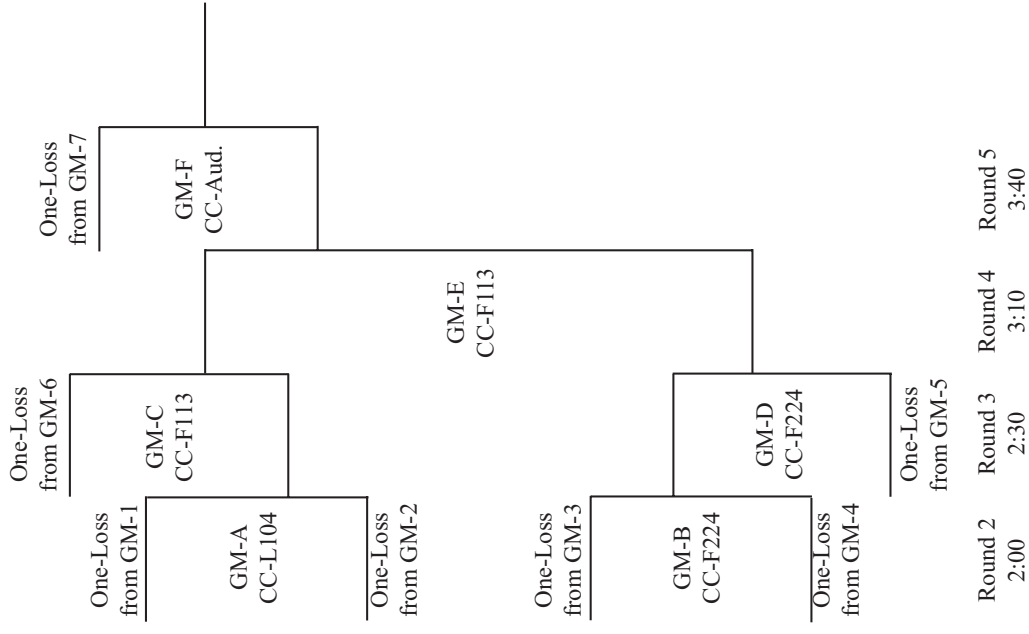 One-Loss
from GM-1
GM-A
CC-L104
One-Loss
from GM-2
One-Loss
from GM-3
GM-B
CC-F224
One-Loss
from GM-4
Round 2
2:00
One-Loss
from GM-6
GM-C
CC-F113
GM-D
CC-F224
One-Loss
from GM-5
Round 3
2:30
GM-E
CC-F113
Round 4
3:10
One-Loss
from GM-7
GM-F
CC-Aud.
Round 5
3:40